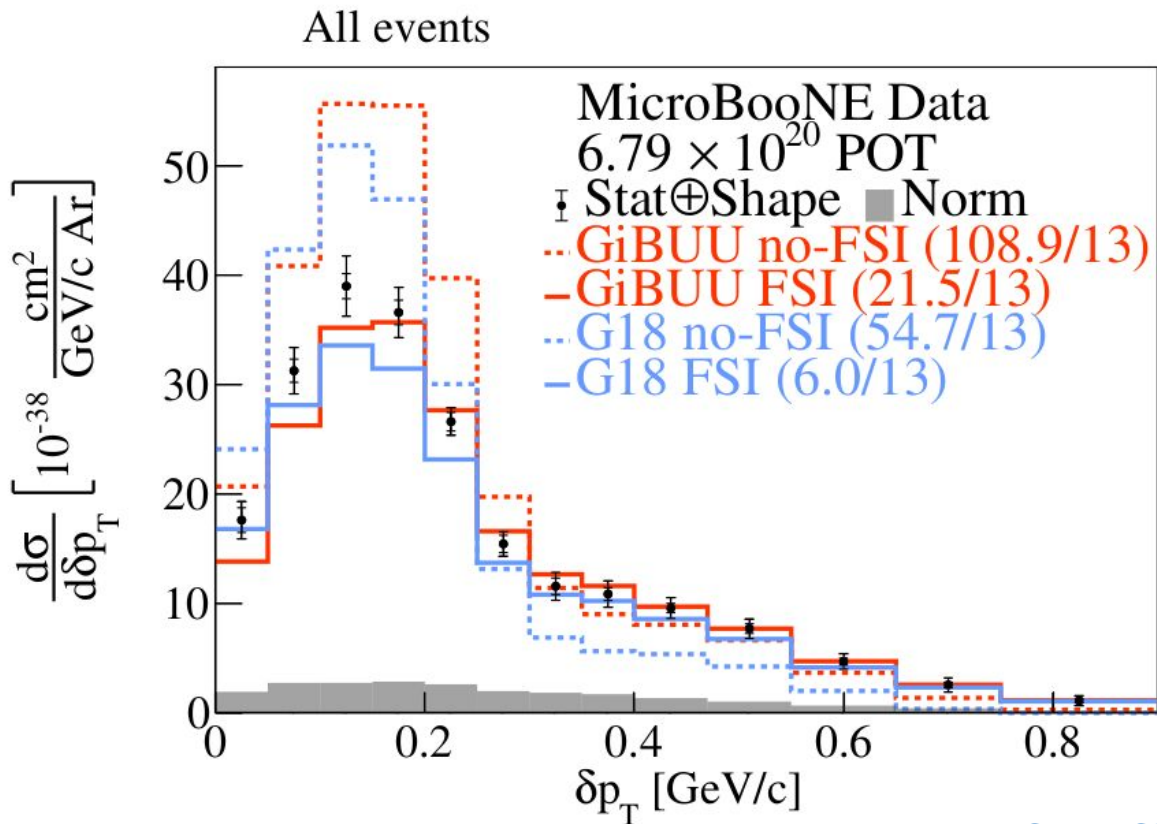 All events
MicroBooNE Data
6.79 × 10²⁰ POT
Stat⊕Shape Norm
GiBUU no-FSI (108.9/13)
GiBUU FSI (21.5/13)
G18 no-FSI (54.7/13)
G18 FSI (6.0/13)
dσ/dδp_T [10⁻³⁸ cm²/GeV/c Ar]
50
40
30
20
10
0
0 0.2 0.4 0.6 0.8
δp_T [GeV/c]